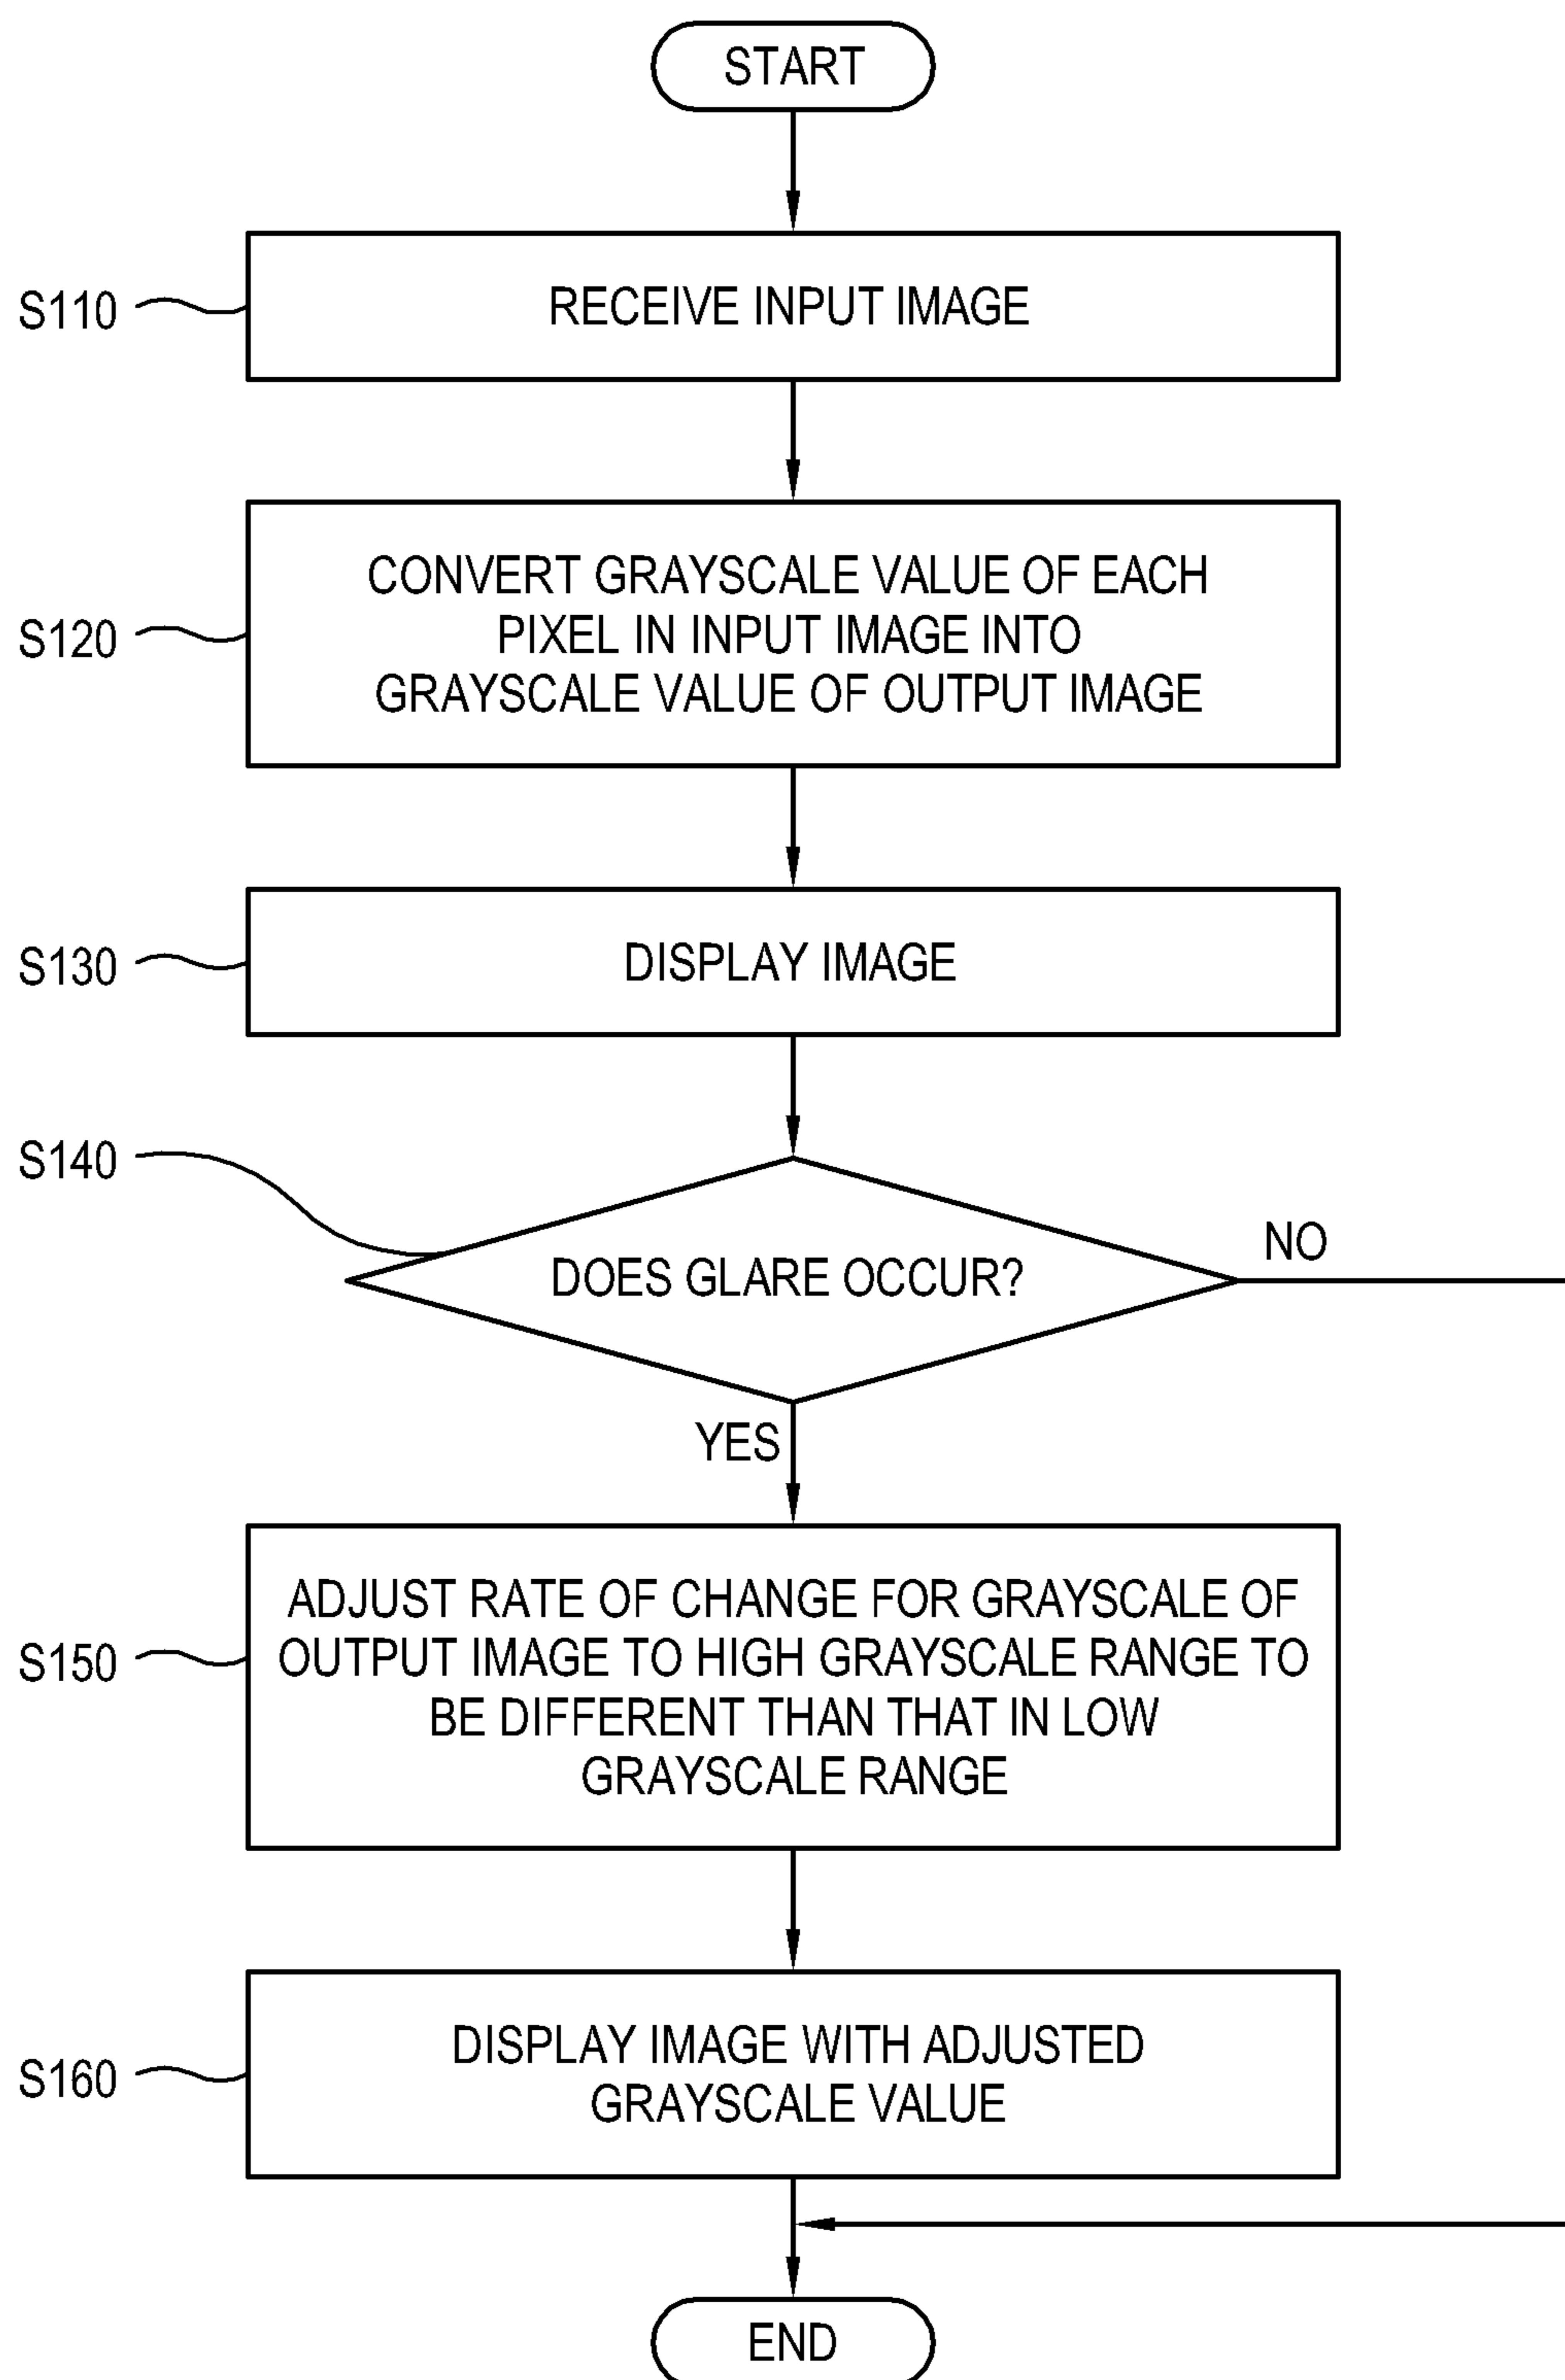 START
S110
RECEIVE INPUT IMAGE
S120
CONVERT GRAYSCALE VALUE OF EACH
PIXEL IN INPUT IMAGE INTO
GRAYSCALE VALUE OF OUTPUT IMAGE
S130
DISPLAY IMAGE
S140
DOES GLARE OCCUR?
NO
YES
S150
ADJUST RATE OF CHANGE FOR GRAYSCALE OF
OUTPUT IMAGE TO HIGH GRAYSCALE RANGE TO
BE DIFFERENT THAN THAT IN LOW
GRAYSCALE RANGE
S160
DISPLAY IMAGE WITH ADJUSTED
GRAYSCALE VALUE
END